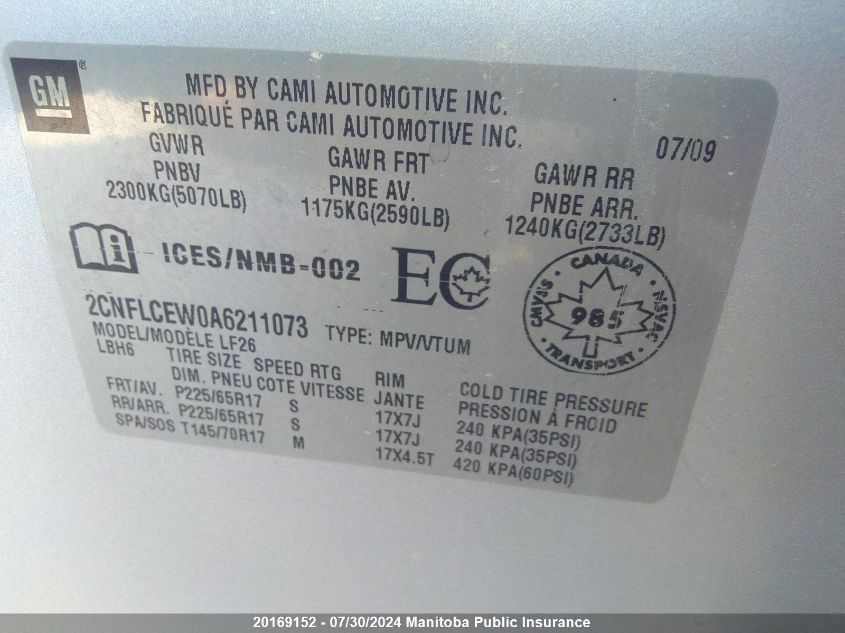 GM ®
MFD BY CAMI AUTOMOTIVE INC.
FABRIQUÉ PAR CAMI AUTOMOTIVE INC.
07/09
GVWR GAWR FRT GAWR RR
PNBV PNBE AV. PNBE ARR.
2300KG(5070LB) 1175KG(2590LB) 1240KG(2733LB)
i ICES/NMB-002 EC
CANADA
CMVSA'S 985 NSVAC
TRANSPORT
2CNFLCEW0A6211073 TYPE: MPV/VTUM
MODEL/MODÈLE LF26
LBH6 TIRE SIZE SPEED RTG RIM COLD TIRE PRESSURE
DIM. PNEU COTE VITESSE JANTE PRESSION À FROID
FRT/AV. P225/65R17 S 17X7J 240 KPA(35PSI)
RR/ARR. P225/65R17 S 17X7J 240 KPA(35PSI)
SPA/SOS T145/70R17 M 17X4.5T 420 KPA(60PSI)
20169152 - 07/30/2024 Manitoba Public Insurance